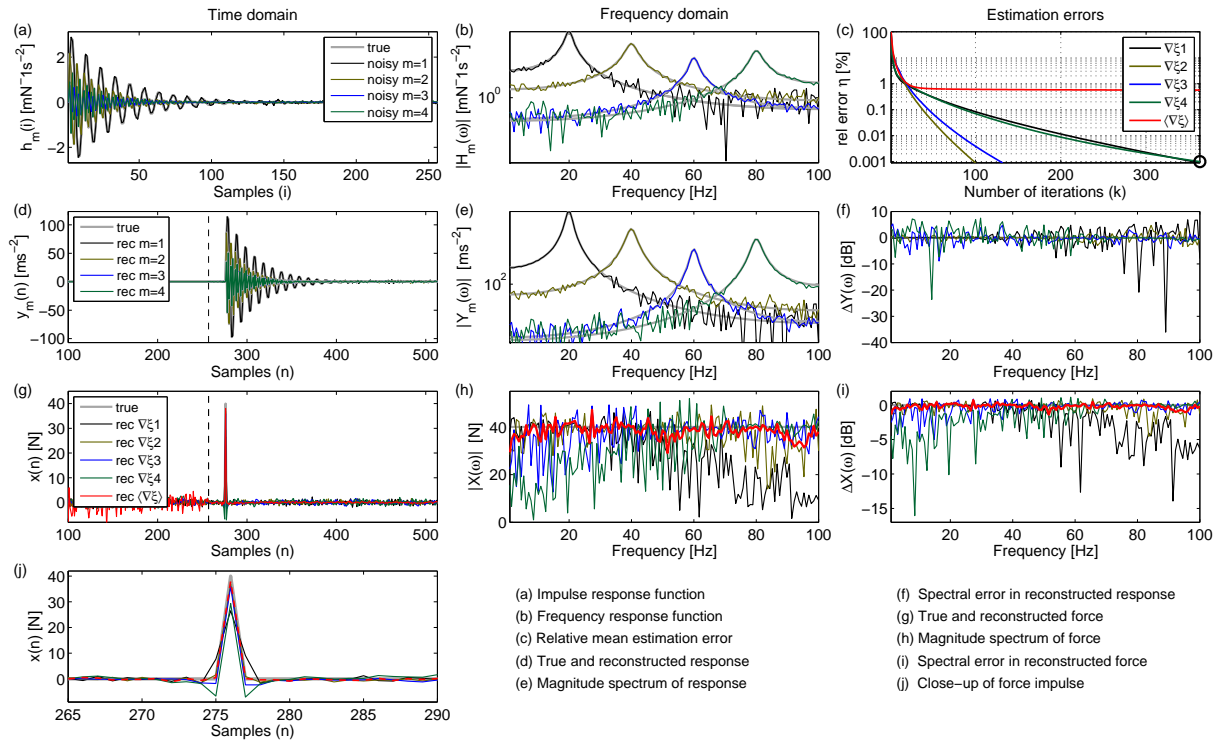 Time domain
Frequency domain
Estimation errors
(a)
h_m(i) [mN⁻1s⁻²]
2
0
−2
50
100
150
200
250
Samples (i)
true
noisy m=1
noisy m=2
noisy m=3
noisy m=4
(b)
|H_m(ω)| [mN⁻1s⁻²]
10⁰
20
40
60
80
100
Frequency [Hz]
(c)
rel error η [%]
100
10
1
0.1
0.01
0.001
100
200
300
Number of iterations (k)
∇ξ1
∇ξ2
∇ξ3
∇ξ4
⟨∇ξ⟩
(d)
y_m(n) [ms⁻²]
100
50
0
−50
−100
100
200
300
400
500
Samples (n)
true
rec m=1
rec m=2
rec m=3
rec m=4
(e)
|Y_m(ω)| [ms⁻²]
10²
20
40
60
80
100
Frequency [Hz]
(f)
ΔY(ω) [dB]
10
0
−10
−20
−30
−40
20
40
60
80
100
Frequency [Hz]
(g)
x(n) [N]
40
30
20
10
0
100
200
300
400
500
Samples (n)
true
rec ∇ξ1
rec ∇ξ2
rec ∇ξ3
rec ∇ξ4
rec ⟨∇ξ⟩
(h)
|X(ω)| [N]
40
20
0
20
40
60
80
100
Frequency [Hz]
(i)
ΔX(ω) [dB]
0
−5
−10
−15
20
40
60
80
100
Frequency [Hz]
(j)
x(n) [N]
40
30
20
10
0
265
270
275
280
285
290
Samples (n)
(a) Impulse response function
(b) Frequency response function
(c) Relative mean estimation error
(d) True and reconstructed response
(e) Magnitude spectrum of response
(f) Spectral error in reconstructed response
(g) True and reconstructed force
(h) Magnitude spectrum of force
(i) Spectral error in reconstructed force
(j) Close−up of force impulse